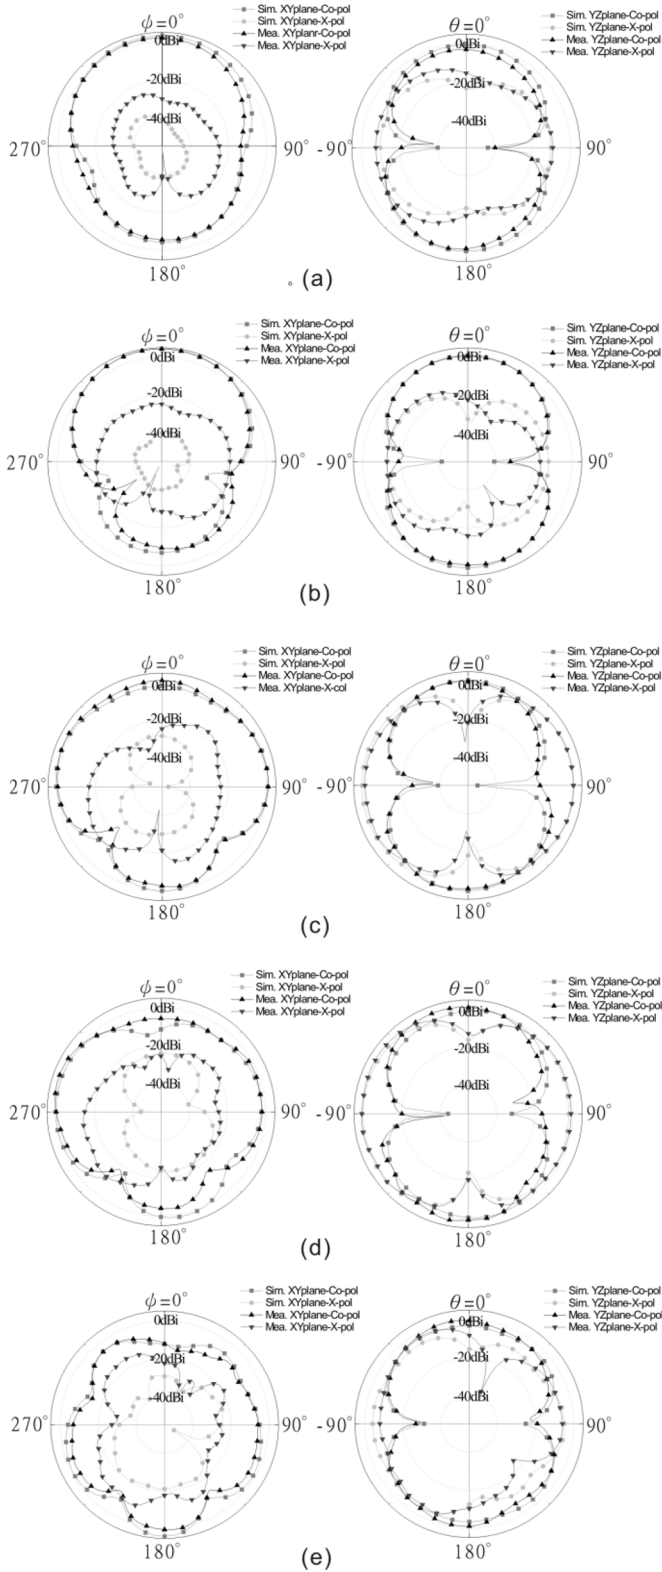 Sim. XYplane-Co-pol
Sim. XYplane-X-pol
Mea. XYplanr-Co-pol
Mea. XYplane-X-pol
ϕ=0°
0dBi
-20dBi
-40dBi
270°
90°
180°
Sim. YZplane-Co-pol
Sim. YZplane-X-pol
Mea. YZplane-Co-pol
Mea. YZplane-X-pol
θ=0°
0dBi
-20dBi
-40dBi
-90°
90°
180°
° (a)
Sim. XYplane-Co-pol
Sim. XYplane-X-pol
Mea. XYplane-Co-pol
Mea. XYplane-X-pol
ϕ=0°
0dBi
-20dBi
-40dBi
270°
90°
180°
Sim. YZplane-Co-pol
Sim. YZplane-X-pol
Mea. YZplane-Co-pol
Mea. YZplane-X-pol
θ=0°
0dBi
-20dBi
-40dBi
-90°
90°
180°
(b)
Sim. XYplane-Co-pol
Sim. XYplane-X-pol
Mea. XYplane-Co-pol
Mea. XYplane-X-col
ϕ=0°
0dBi
-20dBi
-40dBi
270°
90°
180°
Sim. YZplane-Co-pol
Sim. YZplane-X-pol
Mea. YZplane-Co-pol
Mea. YZplane-X-pol
θ=0°
0dBi
-20dBi
-40dBi
-90°
90°
180°
(c)
Sim. XYplane-Co-pol
Sim. XYplane-X-pol
Mea. XYplane-Co-pol
Mea. XYplane-X-pol
ϕ=0°
0dBi
-20dBi
-40dBi
270°
90°
180°
Sim. YZplane-Co-pol
Sim. YZplane-X-pol
Mea. YZplane-Co-pol
Mea. YZplane-X-pol
θ=0°
0dBi
-20dBi
-40dBi
-90°
90°
180°
(d)
Sim. XYplane-Co-pol
Sim. XYplane-X-pol
Mea. XYplane-Co-pol
Mea. XYplane-X-pol
ϕ=0°
0dBi
-20dBi
-40dBi
270°
90°
180°
Sim. YZplane-Co-pol
Sim. YZplane-X-pol
Mea. YZplane-Co-pol
Mea. YZplane-X-pol
θ=0°
0dBi
-20dBi
-40dBi
-90°
90°
180°
(e)